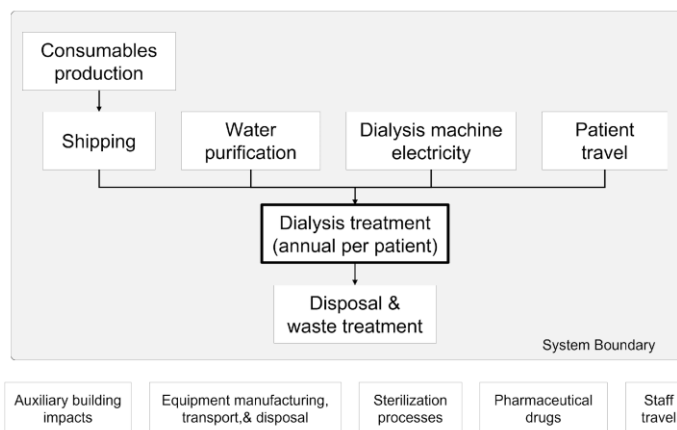 Consumables
production
Shipping
Water
purification
Dialysis machine
electricity
Patient
travel
Dialysis treatment
(annual per patient)
Disposal &
waste treatment
System Boundary
Auxiliary building
impacts
Equipment manufacturing,
transport,& disposal
Sterilization
processes
Pharmaceutical
drugs
Staff
travel